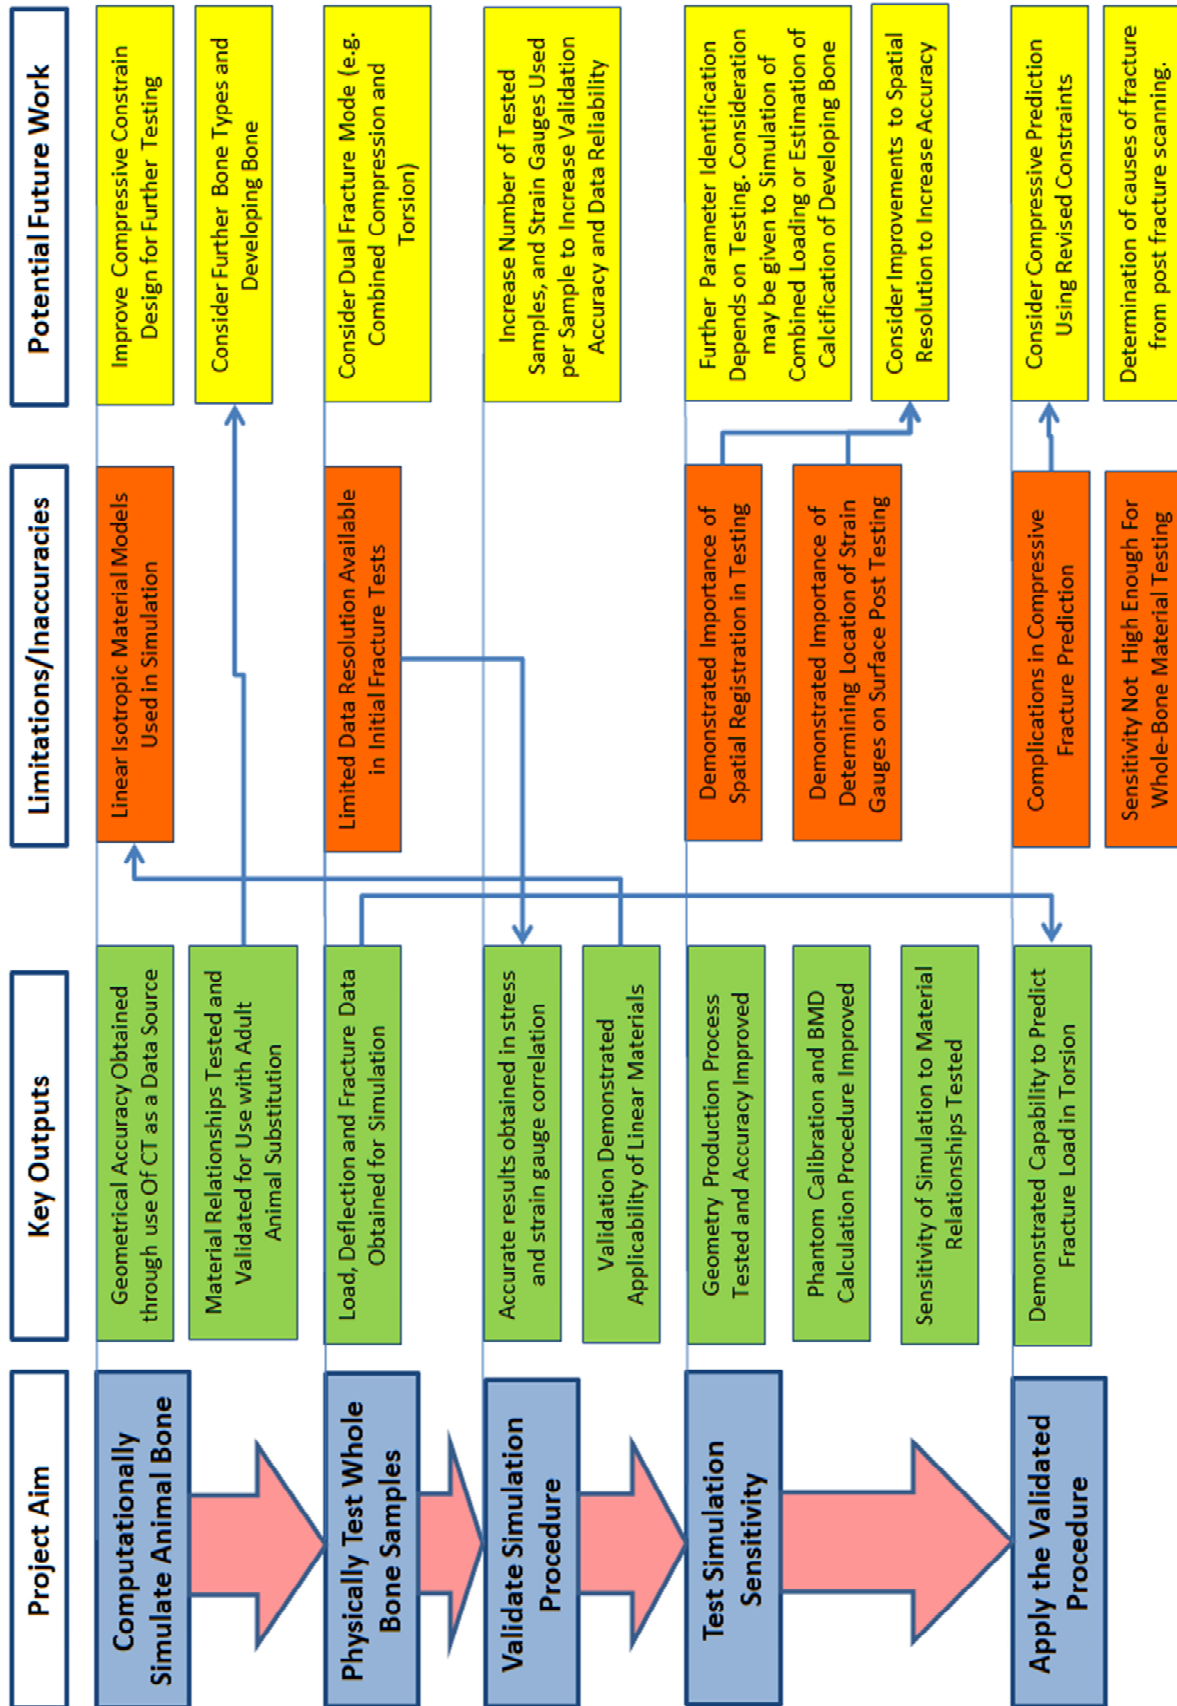 Project Aim
Key Outputs
Limitations/Inaccuracies
Potential Future Work
Computationally
Simulate Animal Bone
Geometrical Accuracy Obtained
through use Of CT as a Data Source
Material Relationships Tested and
Validated for Use with Adult
Animal Substitution
Linear Isotropic Material Models
Used in Simulation
Improve Compressive Constrain
Design for Further Testing
Consider Further Bone Types and
Developing Bone
Physically Test Whole
Bone Samples
Load, Deflection and Fracture Data
Obtained for Simulation
Limited Data Resolution Available
in Initial Fracture Tests
Consider Dual Fracture Mode (e.g.
Combined Compression and
Torsion)
Validate Simulation
Procedure
Accurate results obtained in stress
and strain gauge correlation
Validation Demonstrated
Applicability of Linear Materials
Increase Number of Tested
Samples, and Strain Gauges Used
per Sample to Increase Validation
Accuracy and Data Reliability
Test Simulation
Sensitivity
Geometry Production Process
Tested and Accuracy Improved
Phantom Calibration and BMD
Calculation Procedure Improved
Sensitivity of Simulation to Material
Relationships Tested
Demonstrated Importance of
Spatial Registration in Testing
Demonstrated Importance of
Determining Location of Strain
Gauges on Surface Post Testing
Further Parameter Identification
Depends on Testing. Consideration
may be given to Simulation of
Combined Loading or Estimation of
Calcification of Developing Bone
Consider Improvements to Spatial
Resolution to Increase Accuracy
Apply the Validated
Procedure
Demonstrated Capability to Predict
Fracture Load in Torsion
Complications in Compressive
Fracture Prediction
Sensitivity Not High Enough For
Whole-Bone Material Testing
Consider Compressive Prediction
Using Revised Constraints
Determination of causes of fracture
from post fracture scanning.